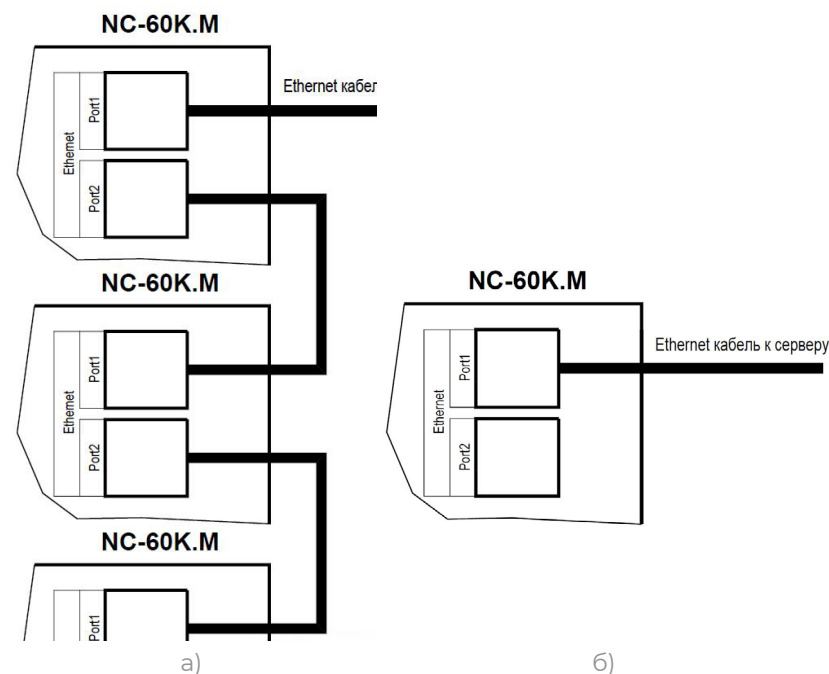 NC-60K.M
Ethernet кабел
Port1
Ethernet
Port2
NC-60K.M
Port1
Ethernet
Port2
NC-60K.M
Port1
а)
NC-60K.M
Ethernet кабель к серверу
Port1
Ethernet
Port2
б)